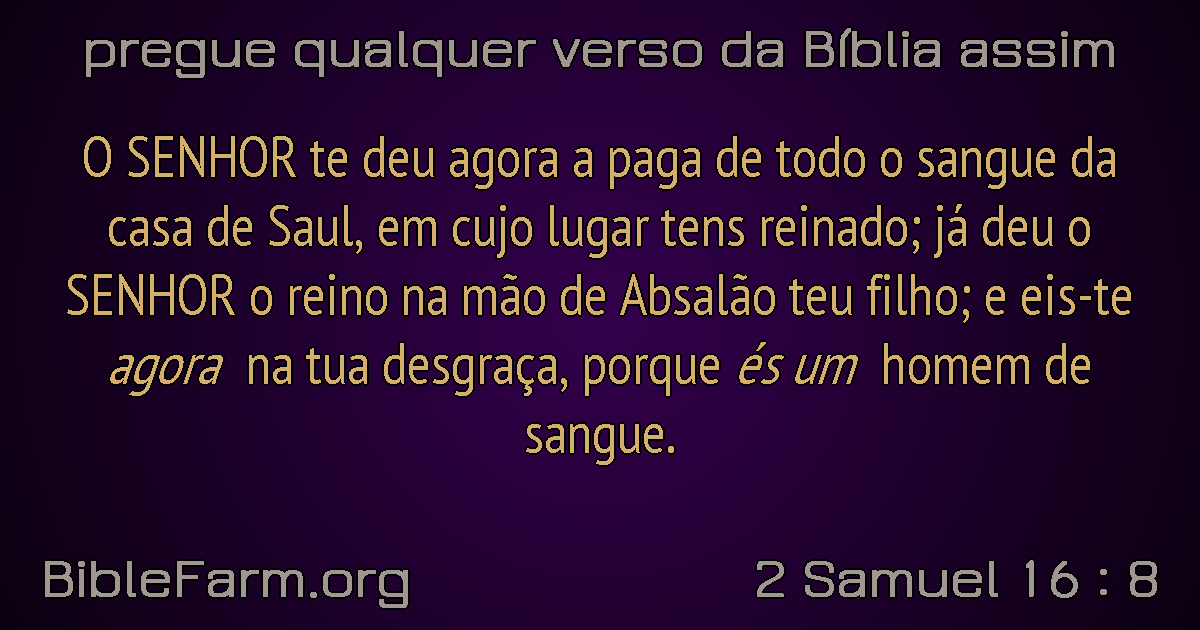 pregue qualquer verso da Bíblia assim
O SENHOR te deu agora a paga de todo o sangue da
casa de Saul, em cujo lugar tens reinado; já deu o
SENHOR o reino na mão de Absalão teu filho; e eis-te
agora na tua desgraça, porque és um homem de
sangue.
BibleFarm.org
2 Samuel 16 : 8